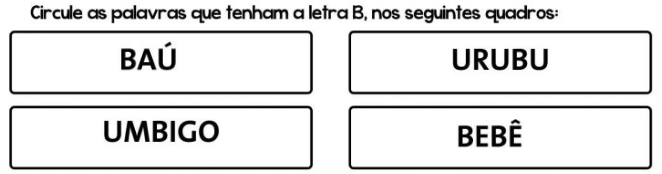 Circule as palavras que tenham a letra B, nos seguintes quadros:
BAÚ
URUBU
UMBIGO
BEBÊ